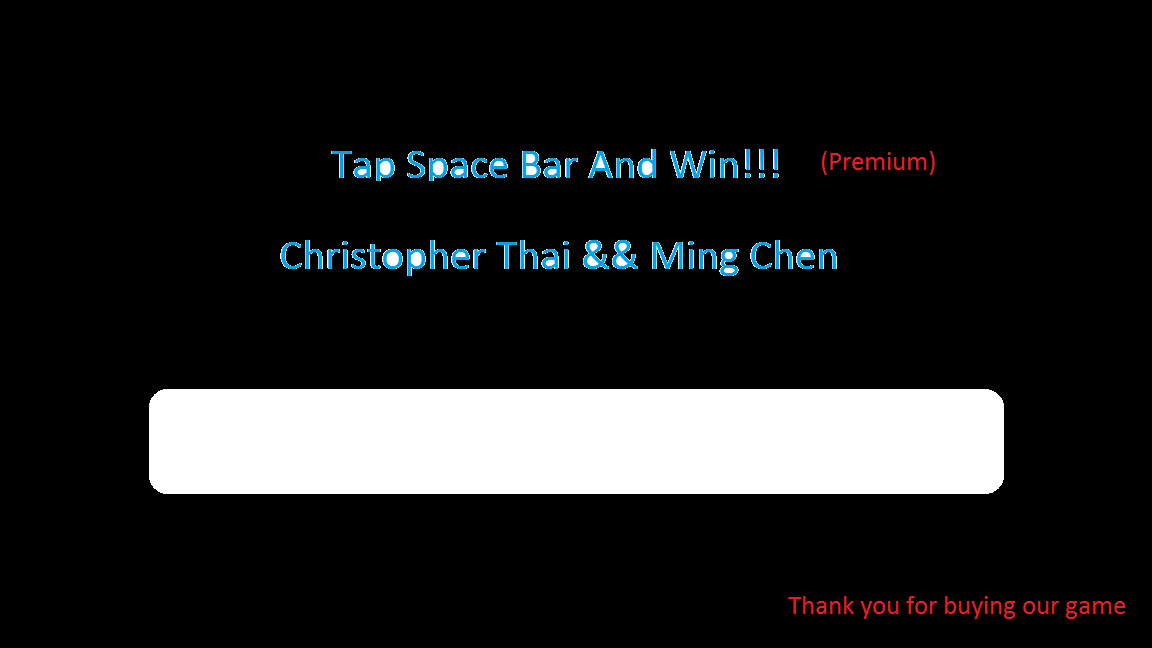 Tap Space Bar And Win!!! (Premium)
Christopher Thai && Ming Chen
Thank you for buying our game